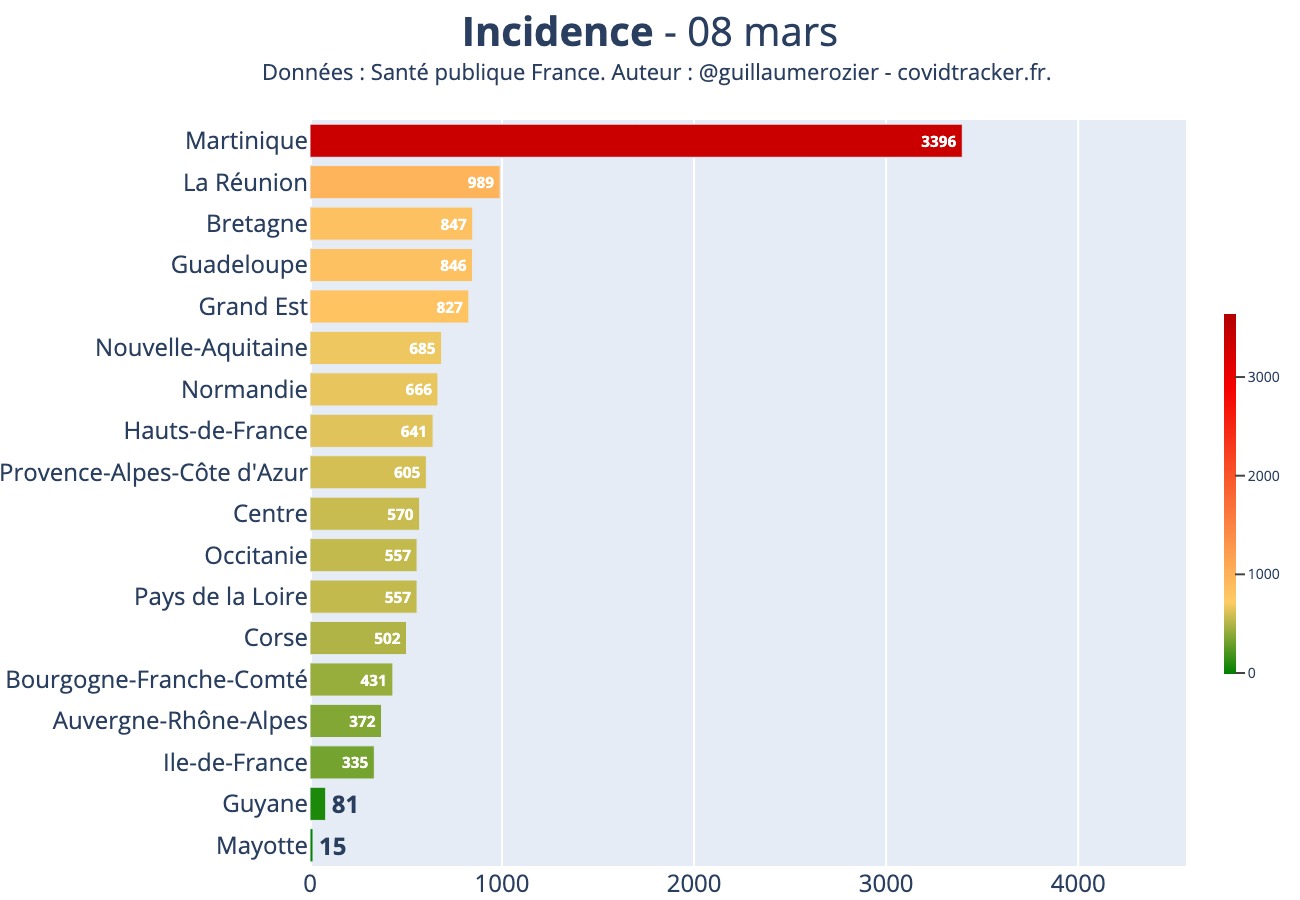 Incidence - 08 mars
Données : Santé publique France. Auteur : @guillaumerozier - covidtracker.fr.
Martinique 3396
La Réunion 989
Bretagne 847
Guadeloupe 846
Grand Est 827
Nouvelle-Aquitaine 685
Normandie 666
Hauts-de-France 641
Provence-Alpes-Côte d'Azur 605
Centre 570
Occitanie 557
Pays de la Loire 557
Corse 502
Bourgogne-Franche-Comté 431
Auvergne-Rhône-Alpes 372
Ile-de-France 335
Guyane 81
Mayotte 15
0 1000 2000 3000 4000
3000
2000
1000
0